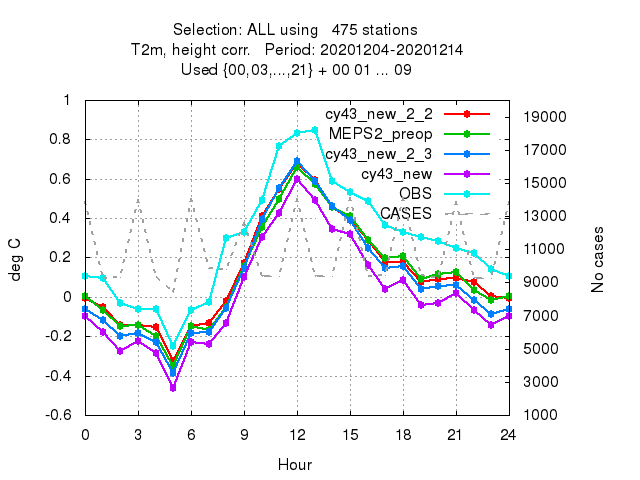 Selection: ALL using   475 stations
T2m, height corr.   Period: 20201204-20201214
Used {00,03,...,21} + 00 01 ... 09
cy43_new_2_2
MEPS2_preop
cy43_new_2_3
cy43_new
OBS
CASES
1
0.8
0.6
0.4
0.2
0
-0.2
-0.4
-0.6
deg C
19000
17000
15000
13000
11000
9000
7000
5000
3000
1000
No cases
0 3 6 9 12 15 18 21 24
Hour